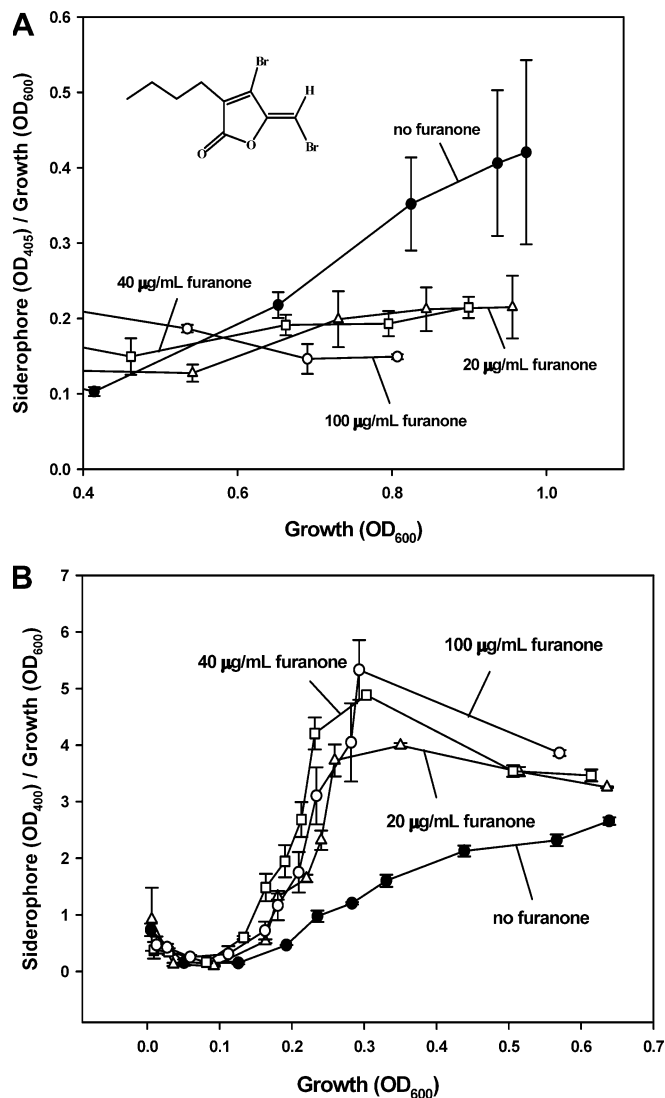 A
Siderophore (OD405) / Growth (OD600)
0.6
0.5
0.4
0.3
0.2
0.1
0.0
Br
H
O
O
Br
no furanone
40 µg/mL furanone
20 µg/mL furanone
100 µg/mL furanone
0.4 0.6 0.8 1.0
Growth (OD600)
B
Siderophore (OD400) / Growth (OD600)
7
6
5
4
3
2
1
0
100 µg/mL furanone
40 µg/mL furanone
20 µg/mL furanone
no furanone
0.0 0.1 0.2 0.3 0.4 0.5 0.6 0.7
Growth (OD600)